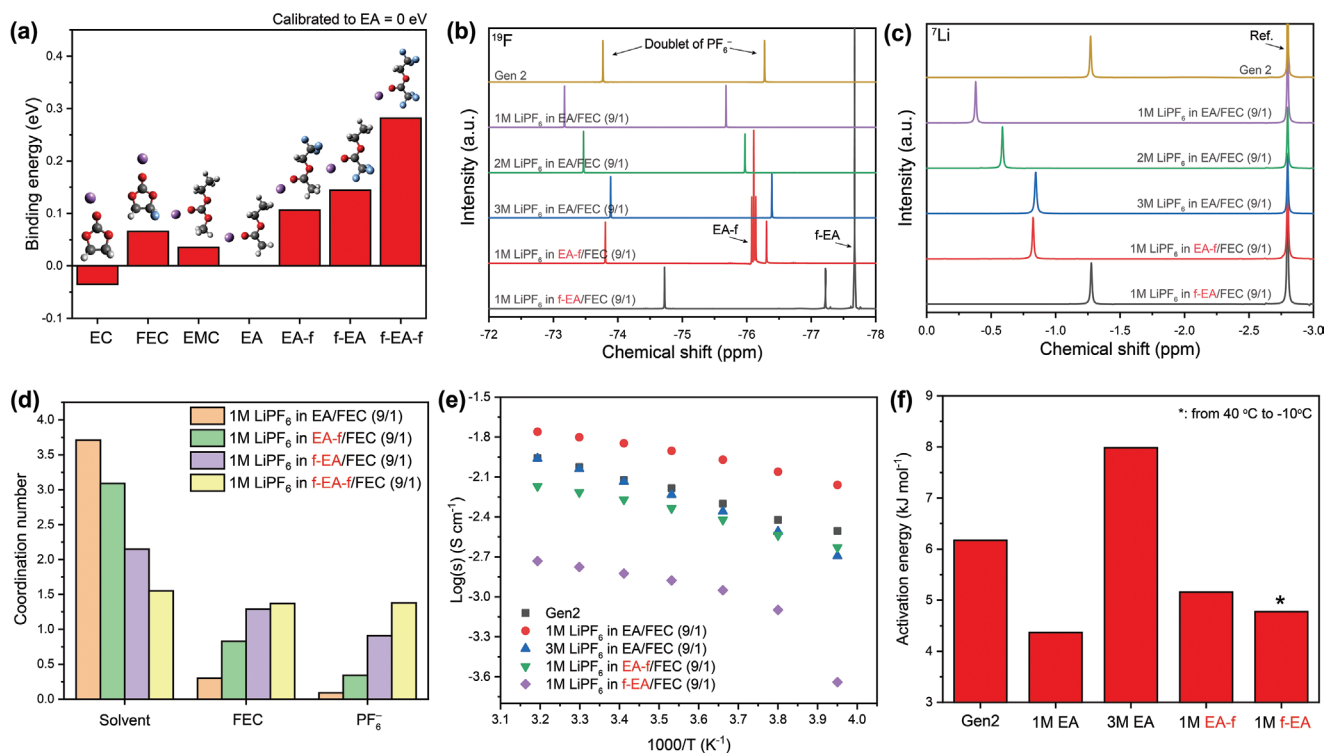 Calibrated to EA = 0 eV
(a)
Binding energy (eV)
0.4
0.3
0.2
0.1
0.0
-0.1
EC FEC EMC EA EA-f f-EA f-EA-f
(b)
¹⁹F
Doublet of PF₆⁻
Gen 2
1M LiPF₆ in EA/FEC (9/1)
2M LiPF₆ in EA/FEC (9/1)
3M LiPF₆ in EA/FEC (9/1)
EA-f
f-EA
1M LiPF₆ in EA-f/FEC (9/1)
1M LiPF₆ in f-EA/FEC (9/1)
Intensity (a.u.)
-72 -73 -74 -75 -76 -77 -78
Chemical shift (ppm)
(c)
⁷Li
Ref.
Gen 2
1M LiPF₆ in EA/FEC (9/1)
2M LiPF₆ in EA/FEC (9/1)
3M LiPF₆ in EA/FEC (9/1)
1M LiPF₆ in EA-f/FEC (9/1)
1M LiPF₆ in f-EA/FEC (9/1)
Intensity (a.u.)
0.0 -0.5 -1.0 -1.5 -2.0 -2.5 -3.0
Chemical shift (ppm)
(d)
1M LiPF₆ in EA/FEC (9/1)
1M LiPF₆ in EA-f/FEC (9/1)
1M LiPF₆ in f-EA/FEC (9/1)
1M LiPF₆ in f-EA-f/FEC (9/1)
Coordination number
3.75
3.00
2.25
1.50
0.75
0.00
Solvent FEC PF₆⁻
(e)
Log(s) (S cm⁻¹)
-1.5
-1.8
-2.1
-2.4
-2.7
-3.0
-3.3
-3.6
Gen2
1M LiPF₆ in EA/FEC (9/1)
3M LiPF₆ in EA/FEC (9/1)
1M LiPF₆ in EA-f/FEC (9/1)
1M LiPF₆ in f-EA/FEC (9/1)
3.1 3.2 3.3 3.4 3.5 3.6 3.7 3.8 3.9 4.0
1000/T (K⁻¹)
(f)
*: from 40 °C to -10°C
Activation energy (kJ mol⁻¹)
9
8
7
6
5
4
3
*
Gen2 1M EA 3M EA 1M EA-f 1M f-EA